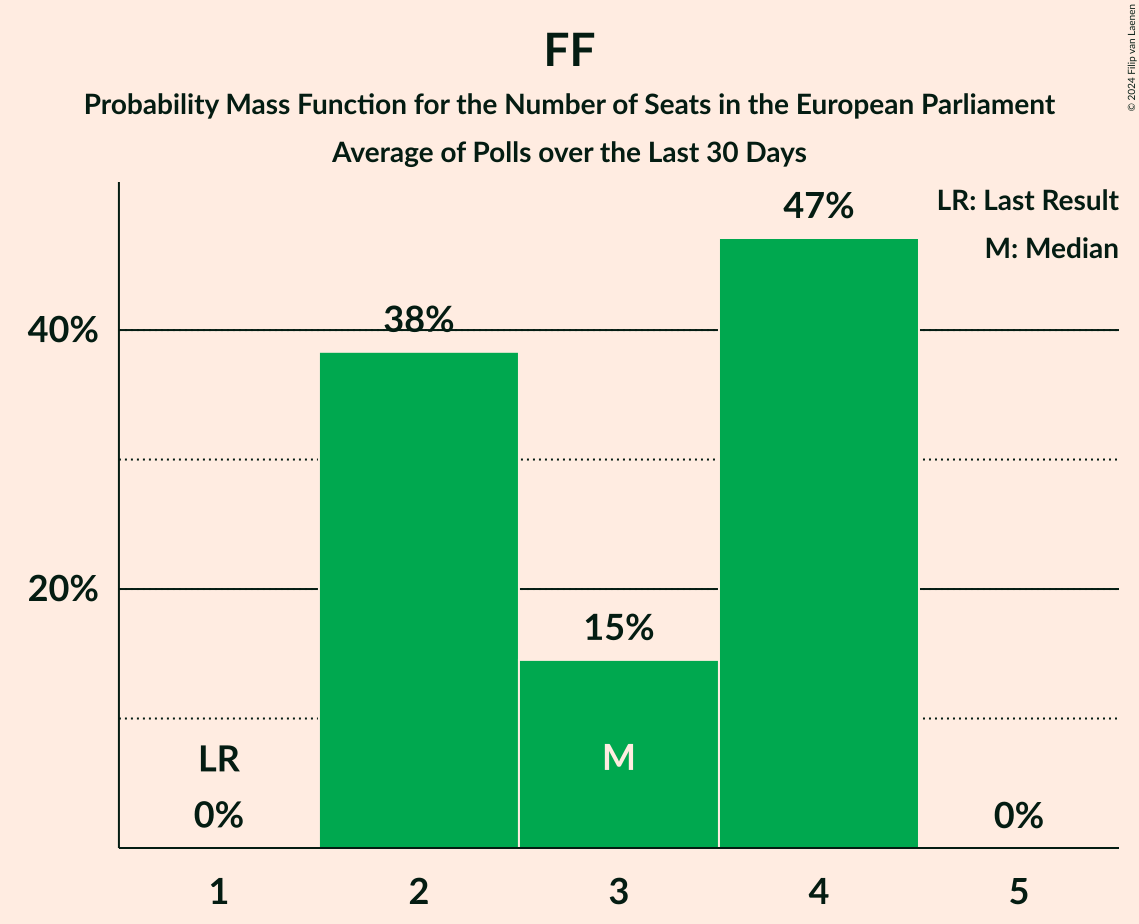 FF
Probability Mass Function for the Number of Seats in the European Parliament
Average of Polls over the Last 30 Days
© 2024 Filip van Laenen
LR: Last Result
M: Median
47%
38%
40%
20%
15%
LR
M
0%
0%
1 2 3 4 5